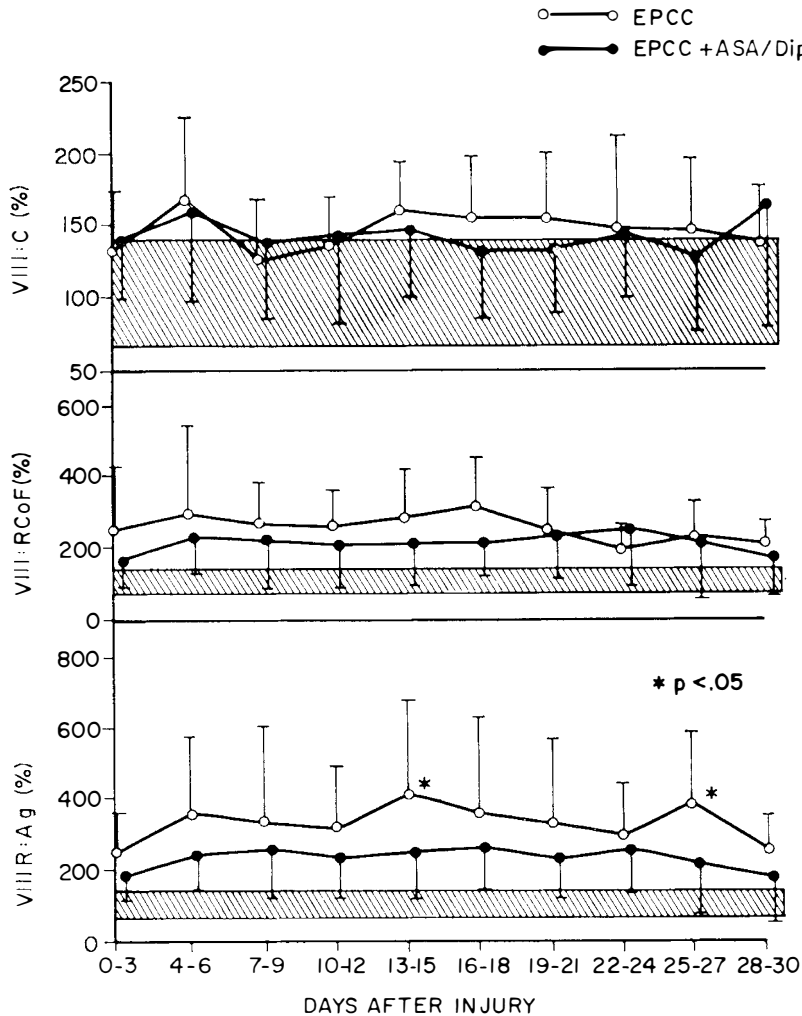 EPCC
EPCC + ASA/Dip
VIII:C (%)
250
200
150
100
50
VIII:RCoF (%)
600
400
200
0
VIIIR:Ag (%)
800
600
400
200
0
* p <.05
*
*
0-3 4-6 7-9 10-12 13-15 16-18 19-21 22-24 25-27 28-30
DAYS AFTER INJURY